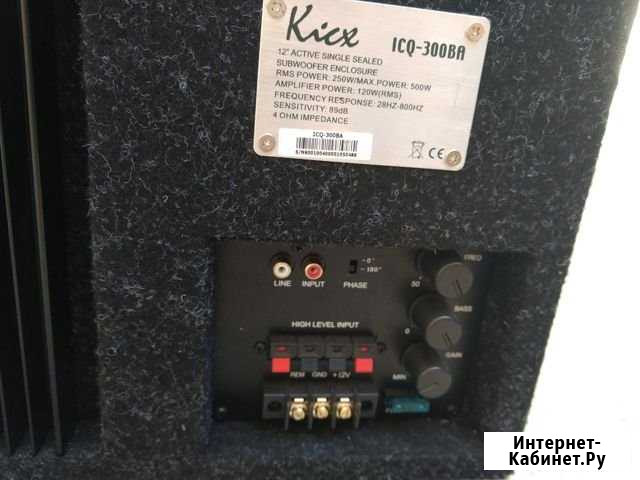 Kicx ICQ-300BA
12" ACTIVE SINGLE SEALED
SUBWOOFER ENCLOSURE
RMS POWER: 250W/MAX.POWER: 500W
AMPLIFIER POWER: 120W(RMS)
FREQUENCY RESPONSE: 28HZ-800HZ
SENSITIVITY: 89dB
4 OHM IMPEDANCE
ICQ-300BA
CE
0°
180°
LINE INPUT PHASE
FREQ
50
BASS
0
HIGH LEVEL INPUT
GAIN
MIN
REM GND +12V
Интернет-
Кабинет.Ру